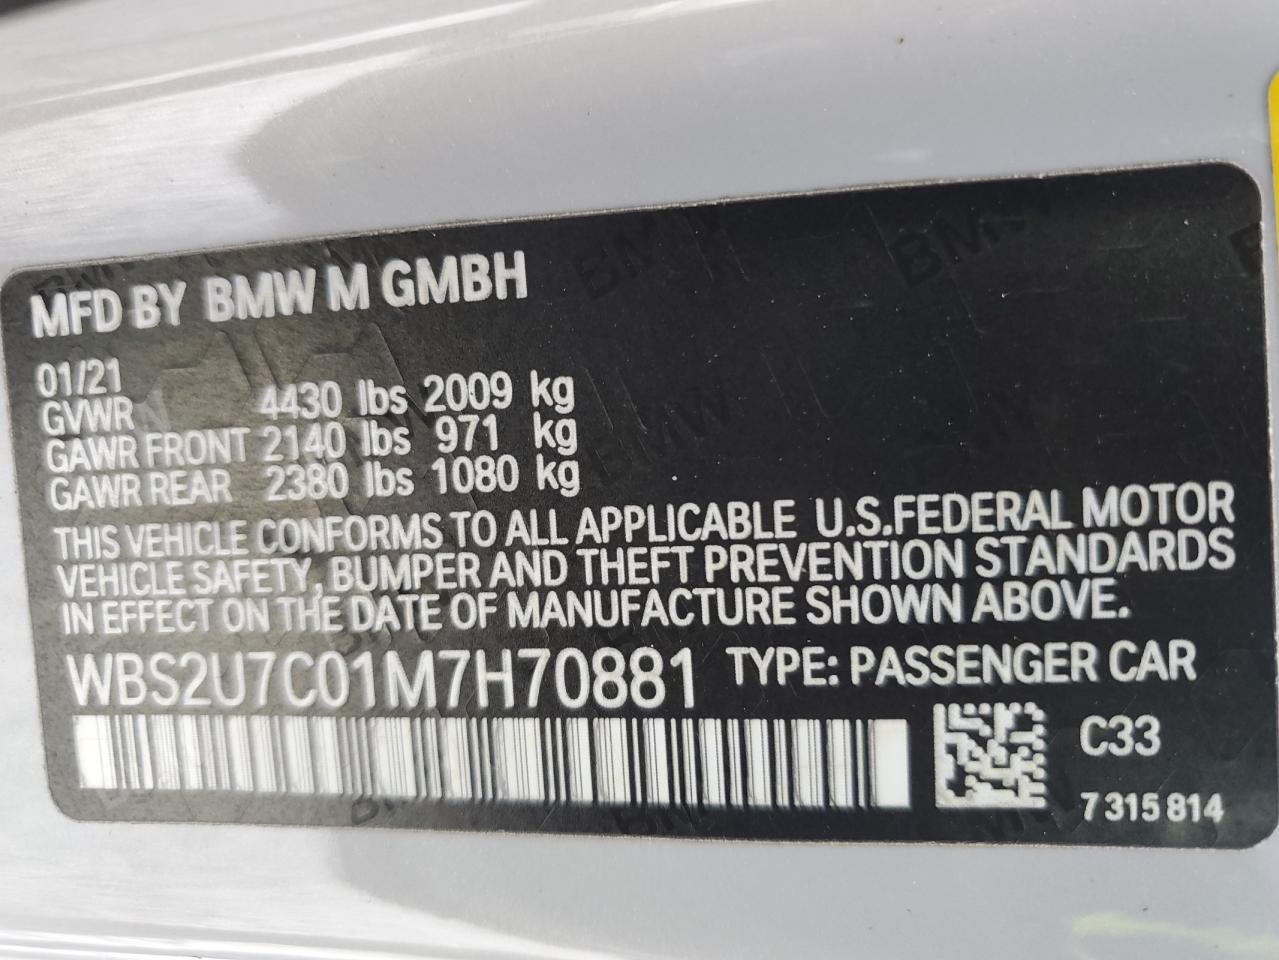 MFD BY BMW M GMBH
01/21
GVWR 4430 lbs 2009 kg
GAWR FRONT 2140 lbs 971 kg
GAWR REAR 2380 lbs 1080 kg
THIS VEHICLE CONFORMS TO ALL APPLICABLE U.S.FEDERAL MOTOR
VEHICLE SAFETY, BUMPER AND THEFT PREVENTION STANDARDS
IN EFFECT ON THE DATE OF MANUFACTURE SHOWN ABOVE.
WBS2U7C01M7H70881 TYPE: PASSENGER CAR
C33
7 315 814